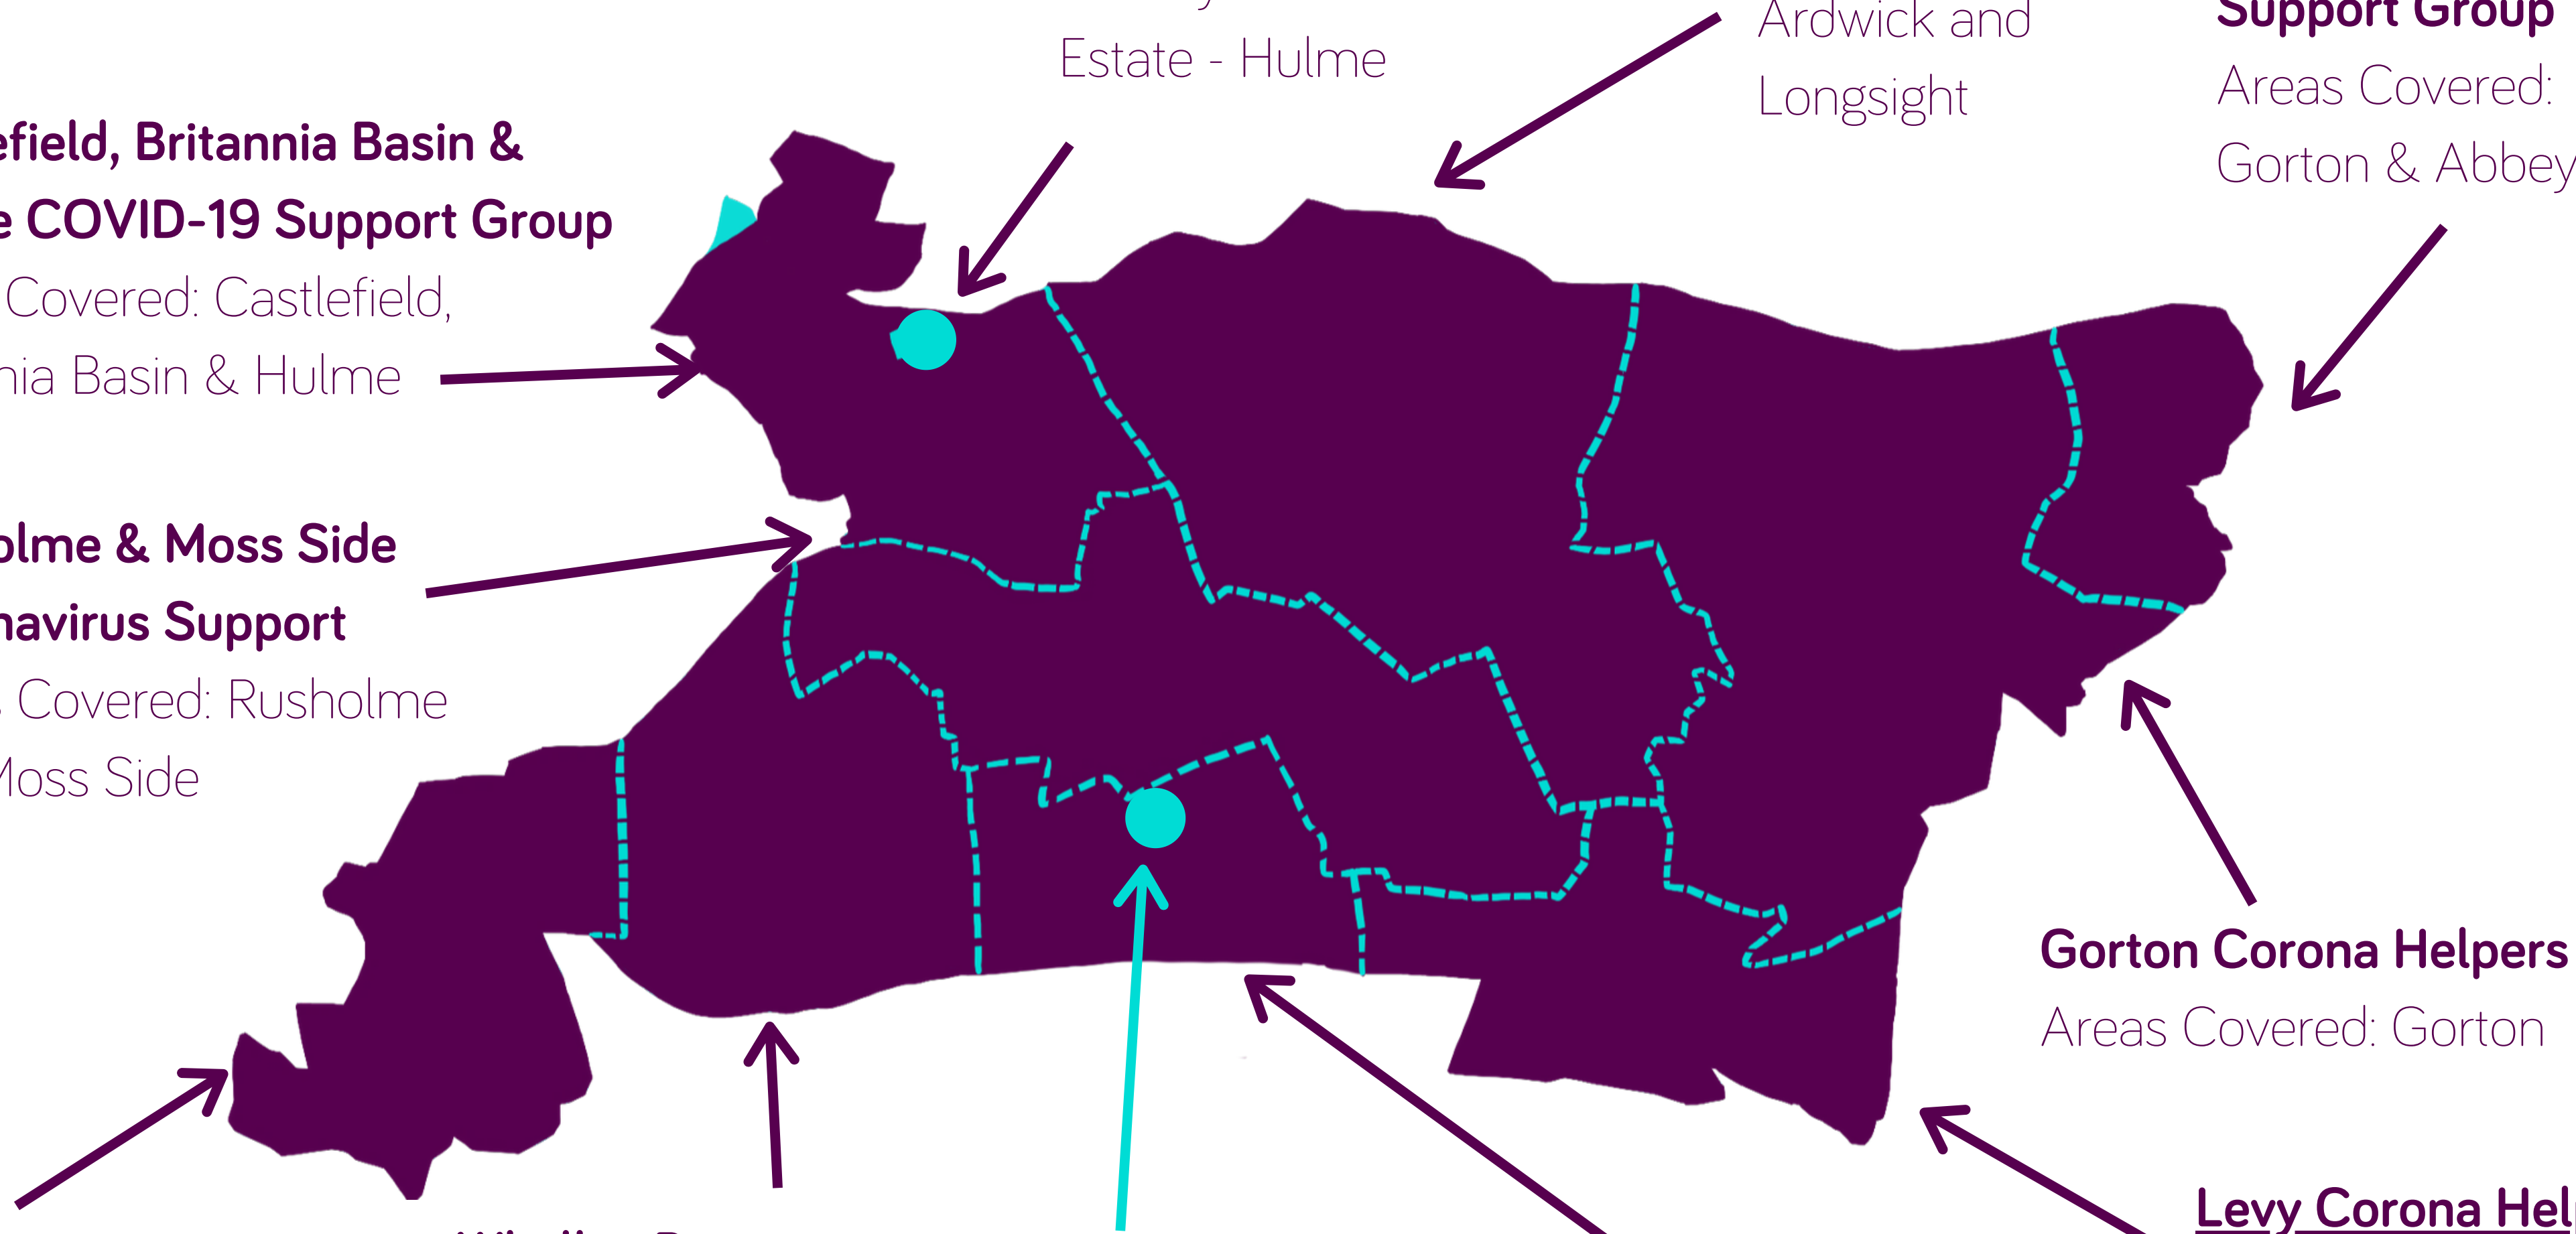 Estate - Hulme
Ardwick and
Longsight
Support Group
Areas Covered:
Gorton & Abbey
efield, Britannia Basin &
e COVID-19 Support Group
Covered: Castlefield,
nia Basin & Hulme
olme & Moss Side
navirus Support
s Covered: Rusholme
Moss Side
Gorton Corona Helpers
Areas Covered: Gorton
Levy Corona Hel